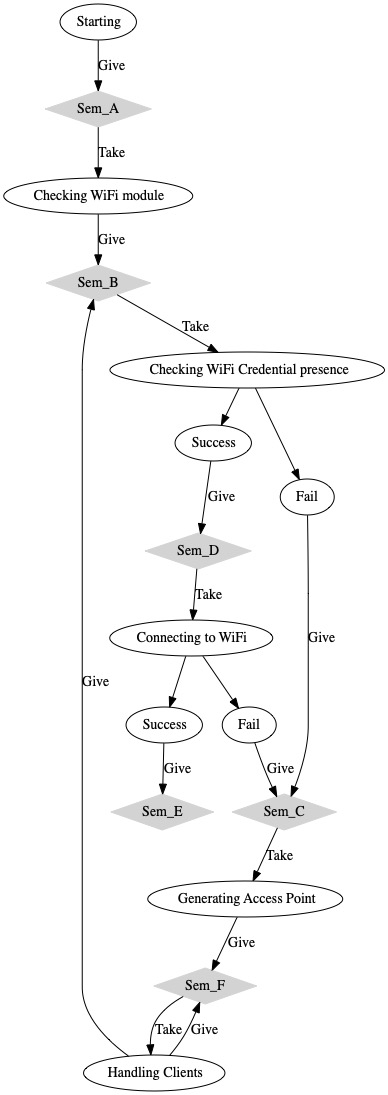 Starting
Give
Sem_A
Take
Checking WiFi module
Give
Sem_B
Take
Checking WiFi Credential presence
Success
Fail
Give
Sem_D
Take
Connecting to WiFi
Give
Give
Success
Fail
Give
Give
Sem_E
Sem_C
Take
Generating Access Point
Give
Sem_F
Take
Give
Handling Clients